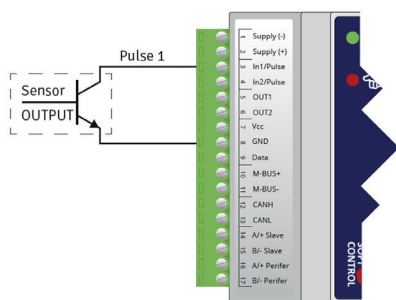 Pulse 1
Sensor
OUTPUT
1 Supply (-)
2 Supply (+)
3 In1/Pulse
4 In2/Pulse
5 OUT1
6 OUT2
7 Vcc
8 GND
9 Data
10 M-BUS+
11 M-BUS-
12 CANH
13 CANL
14 A/+ Slave
15 B/- Slave
16 A/+ Perifer
17 B/- Perifer
CONTROL